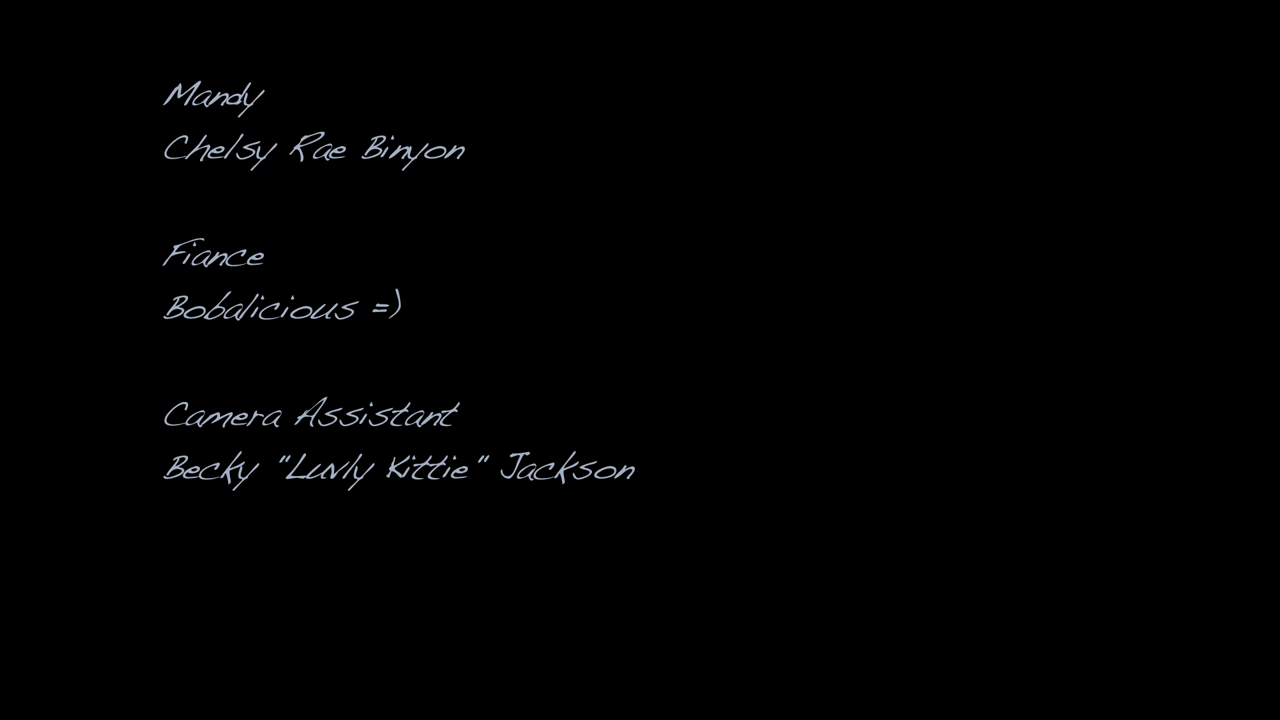 Mandy
Chelsy Rae Binyon
Fiance
Bobalicious =)
Camera Assistant
Becky "Luvly Kittie" Jackson